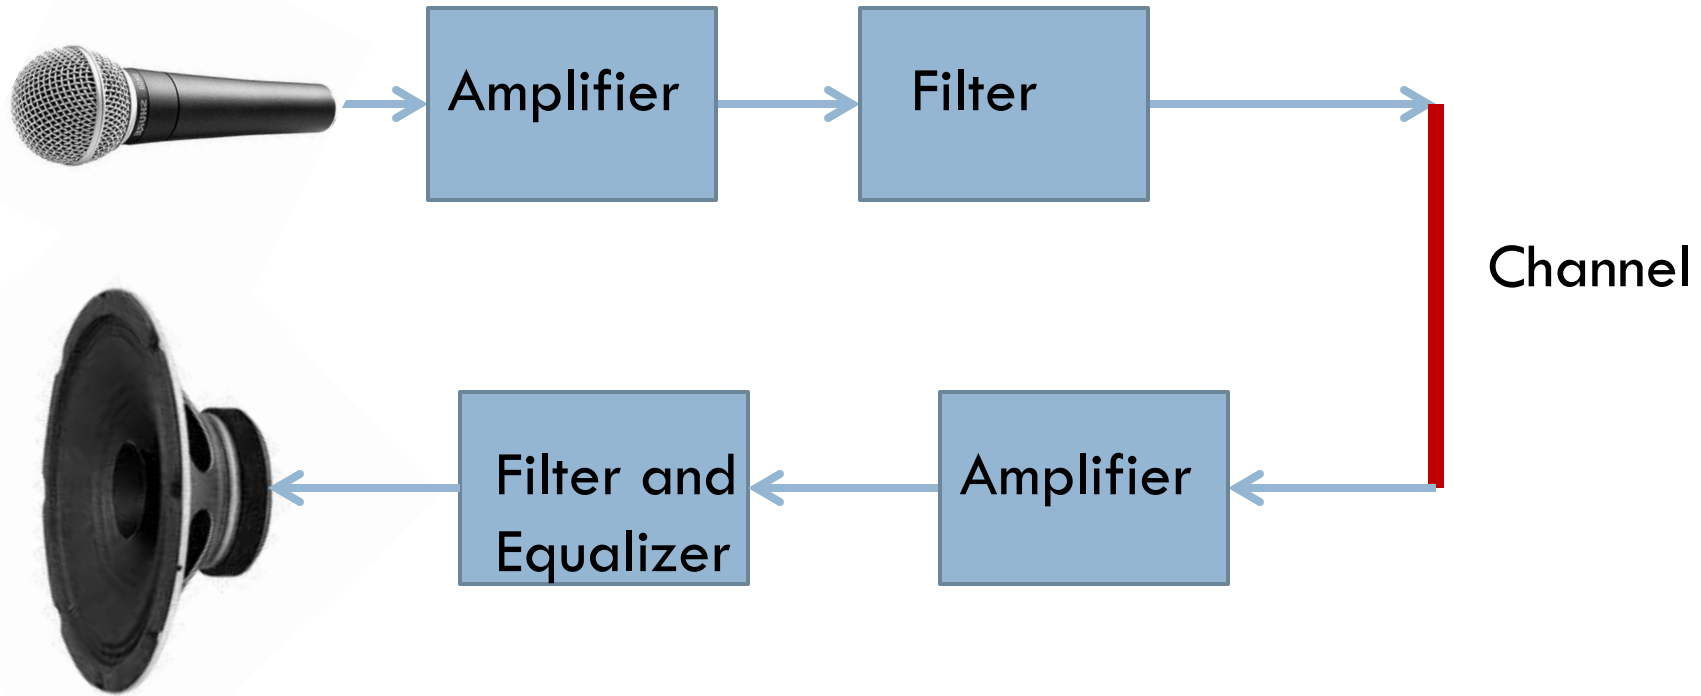 Amplifier
Filter
Channel
Filter and
Equalizer
Amplifier